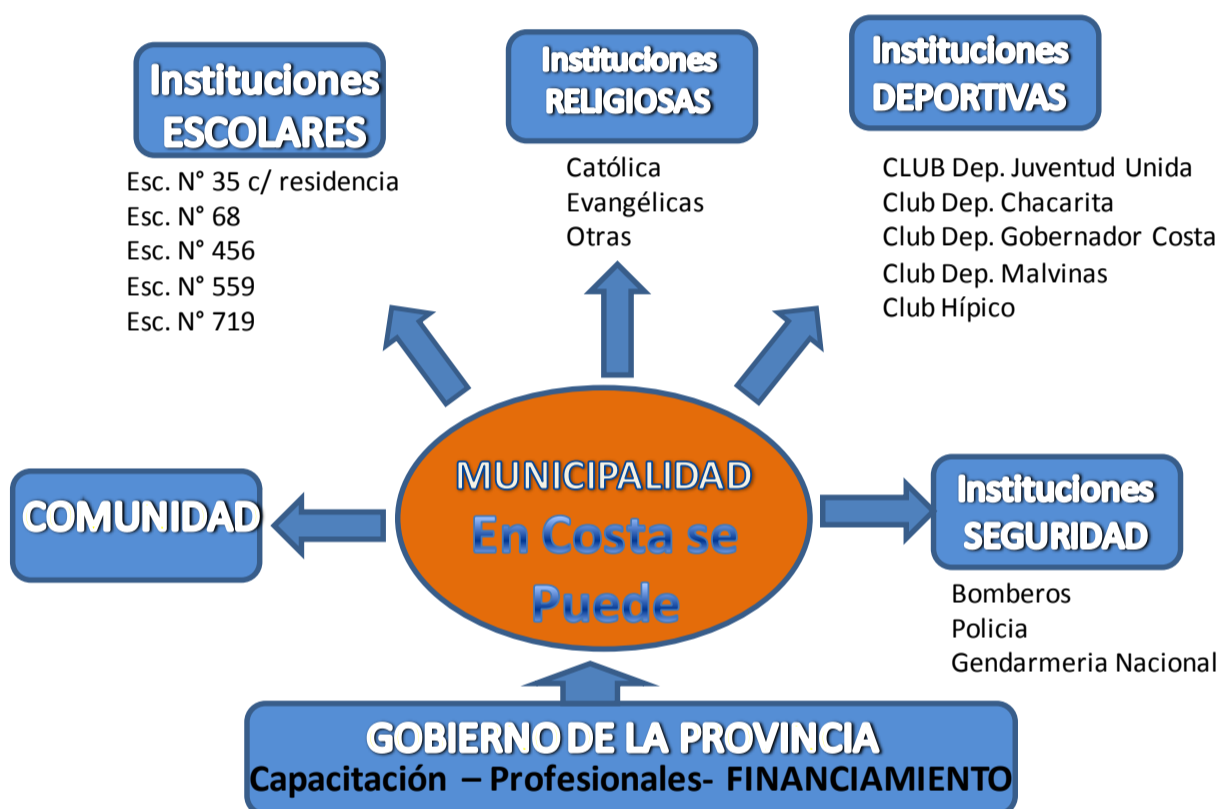 Instituciones
ESCOLARES
Esc. N° 35 c/ residencia
Esc. N° 68
Esc. N° 456
Esc. N° 559
Esc. N° 719
Instituciones
RELIGIOSAS
Católica
Evangélicas
Otras
Instituciones
DEPORTIVAS
CLUB Dep. Juventud Unida
Club Dep. Chacarita
Club Dep. Gobernador Costa
Club Dep. Malvinas
Club Hípico
COMUNIDAD
MUNICIPALIDAD
En Costa se
Puede
Instituciones
SEGURIDAD
Bomberos
Policia
Gendarmeria Nacional
GOBIERNO DE LA PROVINCIA
Capacitación – Profesionales- FINANCIAMIENTO